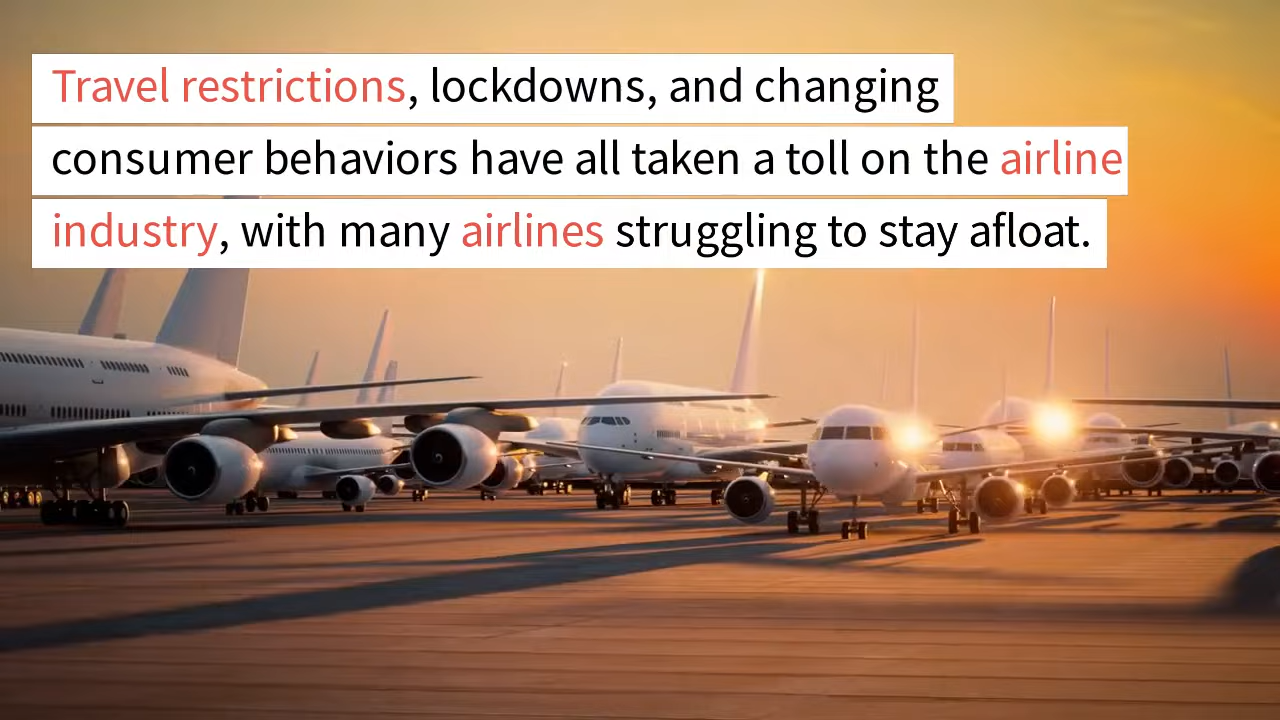 Travel restrictions, lockdowns, and changing
consumer behaviors have all taken a toll on the airline
industry, with many airlines struggling to stay afloat.